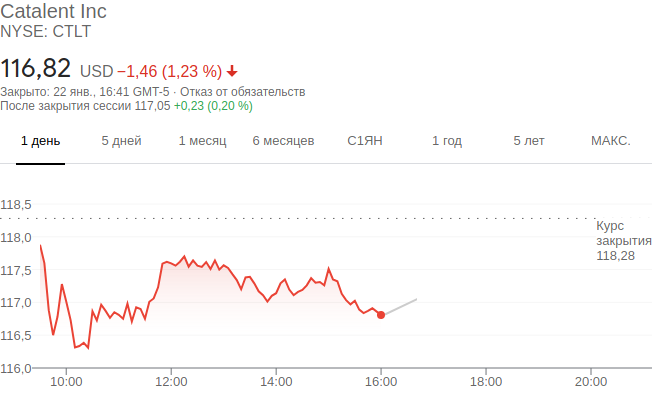 Catalent Inc
NYSE: CTLT
116,82 USD −1,46 (1,23 %)
Закрыто: 22 янв., 16:41 GMT-5 · Отказ от обязательств
После закрытия сессии 117,05 +0,23 (0,20 %)
1 день 5 дней 1 месяц 6 месяцев С1ЯН 1 год 5 лет МАКС.
118,5
118,0
117,5
117,0
116,5
116,0
Курс
закрытия
118,28
10:00 12:00 14:00 16:00 18:00 20:00